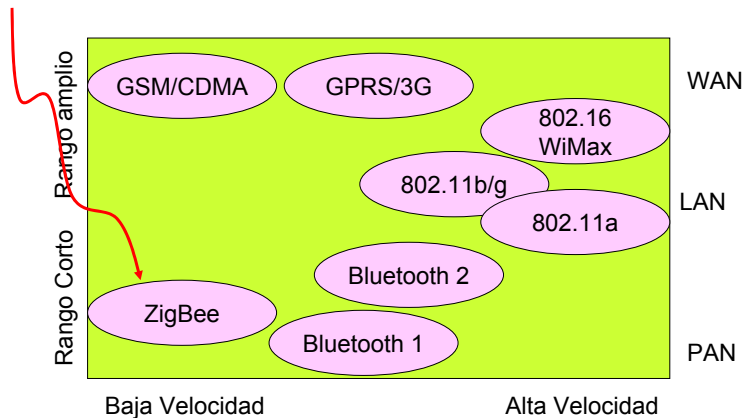 Rango amplio
Rango Corto
GSM/CDMA
GPRS/3G
WAN
802.16
WiMax
802.11b/g
LAN
802.11a
Bluetooth 2
ZigBee
Bluetooth 1
PAN
Baja Velocidad
Alta Velocidad